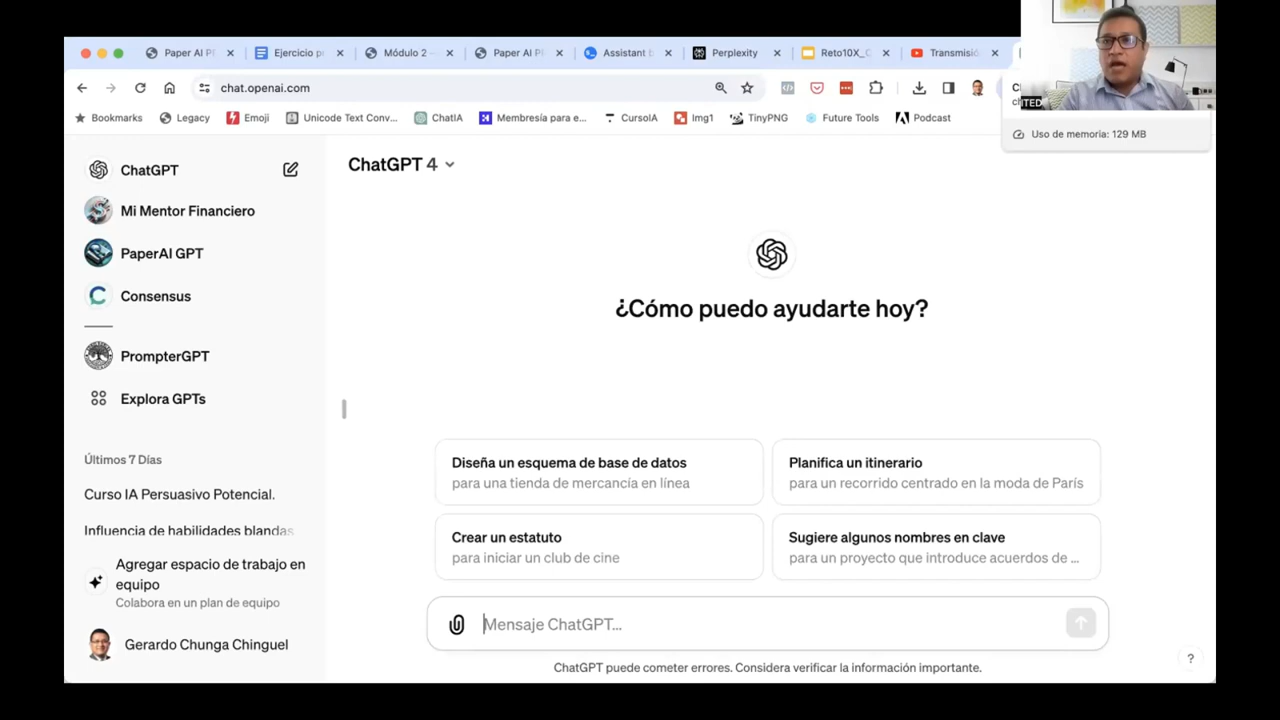 Paper AI PE
Ejercicio pr
Módulo 2 –
Paper AI PE
Assistant b
Perplexity
Reto10X_C
Transmisió
chat.openai.com
ITED
Uso de memoria: 129 MB
Bookmarks
Legacy
Emoji
Unicode Text Conv...
ChatIA
Membresía para e...
CursoIA
Img1
TinyPNG
Future Tools
Podcast
ChatGPT
Mi Mentor Financiero
PaperAI GPT
Consensus
PrompterGPT
Explora GPTs
Últimos 7 Días
Curso IA Persuasivo Potencial.
Influencia de habilidades blandas
Agregar espacio de trabajo en
equipo
Colabora en un plan de equipo
Gerardo Chunga Chinguel
ChatGPT 4
¿Cómo puedo ayudarte hoy?
Diseña un esquema de base de datos
para una tienda de mercancía en línea
Planifica un itinerario
para un recorrido centrado en la moda de París
Crear un estatuto
para iniciar un club de cine
Sugiere algunos nombres en clave
para un proyecto que introduce acuerdos de ...
Mensaje ChatGPT...
ChatGPT puede cometer errores. Considera verificar la información importante.
?